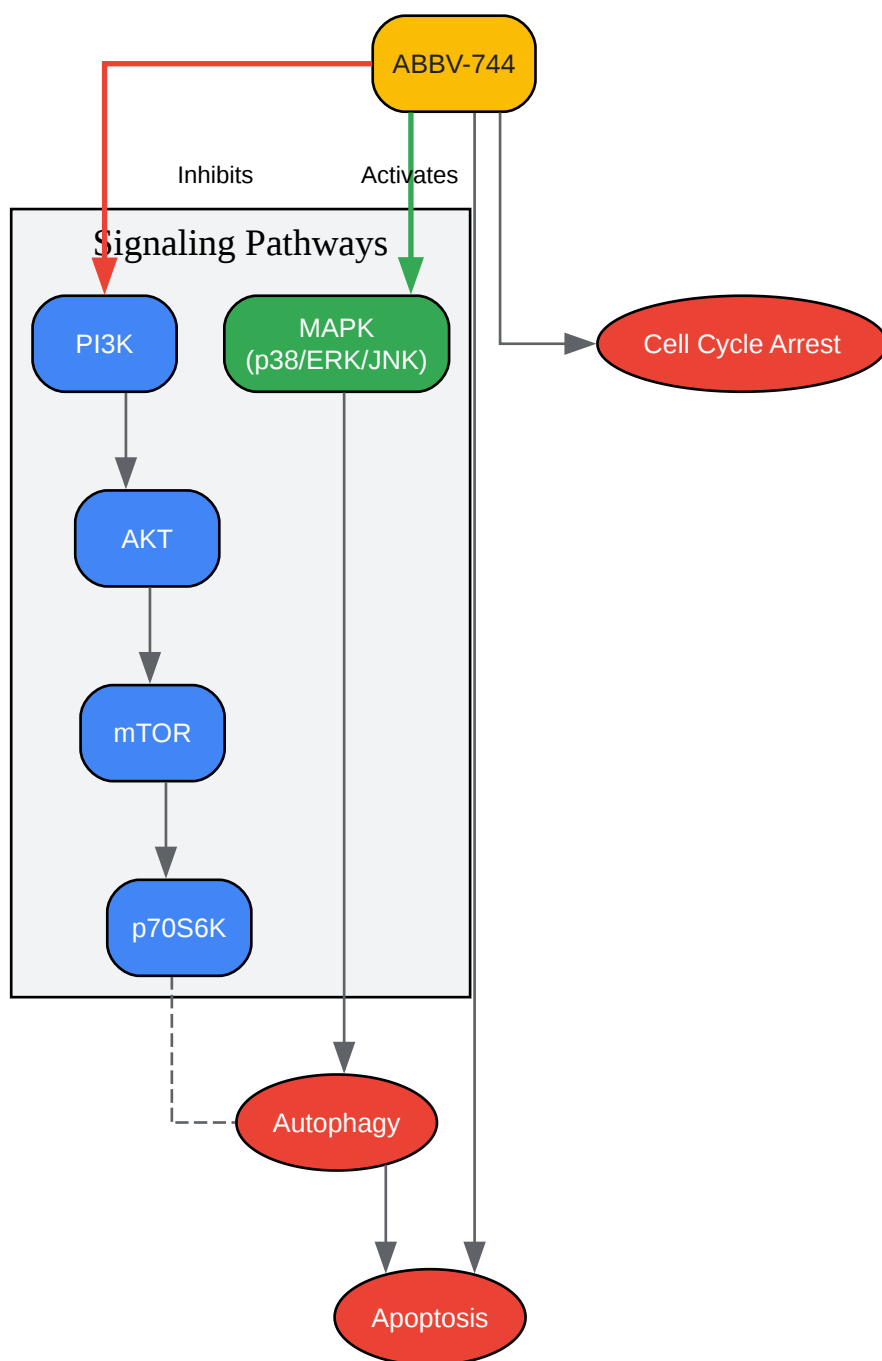 ABBV-744
Inhibits
Activates
Signaling Pathways
PI3K
MAPK
(p38/ERK/JNK)
Cell Cycle Arrest
AKT
mTOR
p70S6K
Autophagy
Apoptosis